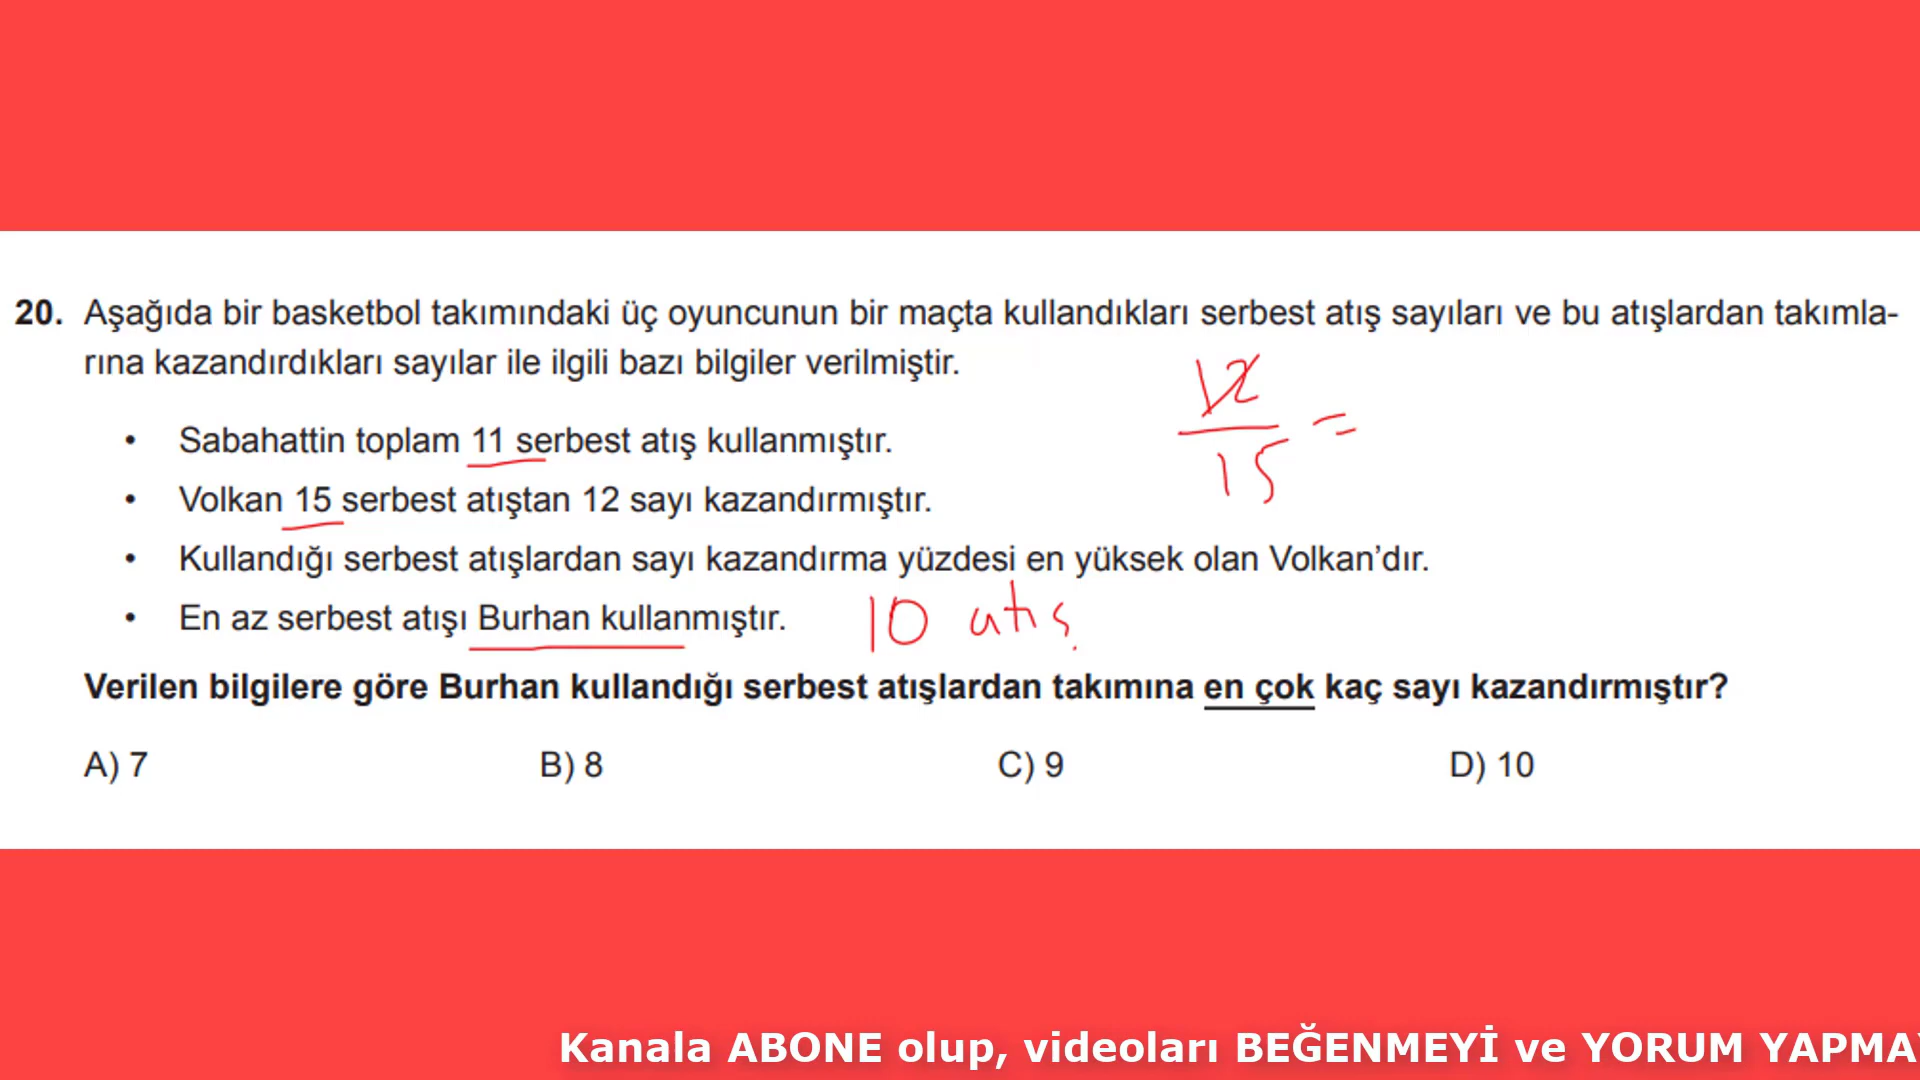 20. Aşağıda bir basketbol takımındaki üç oyuncunun bir maçta kullandıkları serbest atış sayıları ve bu atışlardan takımla-
rına kazandırdıkları sayılar ile ilgili bazı bilgiler verilmiştir.
12
15
=
• Sabahattin toplam 11 serbest atış kullanmıştır.
• Volkan 15 serbest atıştan 12 sayı kazandırmıştır.
• Kullandığı serbest atışlardan sayı kazandırma yüzdesi en yüksek olan Volkan’dır.
• En az serbest atışı Burhan kullanmıştır. 10 atış
Verilen bilgilere göre Burhan kullandığı serbest atışlardan takımına en çok kaç sayı kazandırmıştır?
A) 7 B) 8 C) 9 D) 10
Kanala ABONE olup, videoları BEĞENMEYİ ve YORUM YAPMA